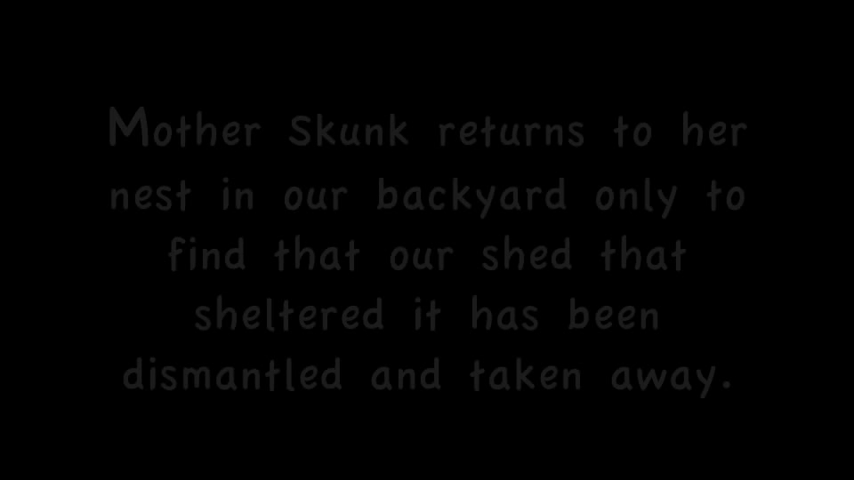 Mother Skunk returns to her
nest in our backyard only to
find that our shed that
sheltered it has been
dismantled and taken away.